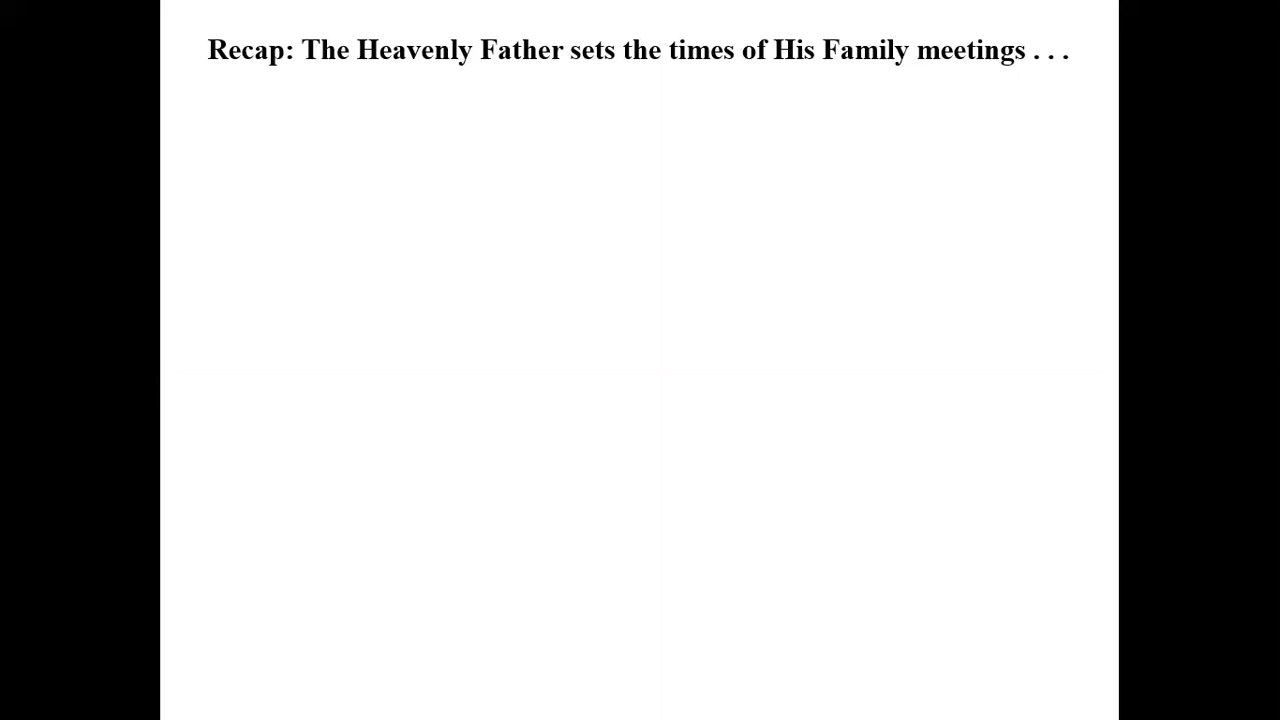 Recap: The Heavenly Father sets the times of His Family meetings . . .